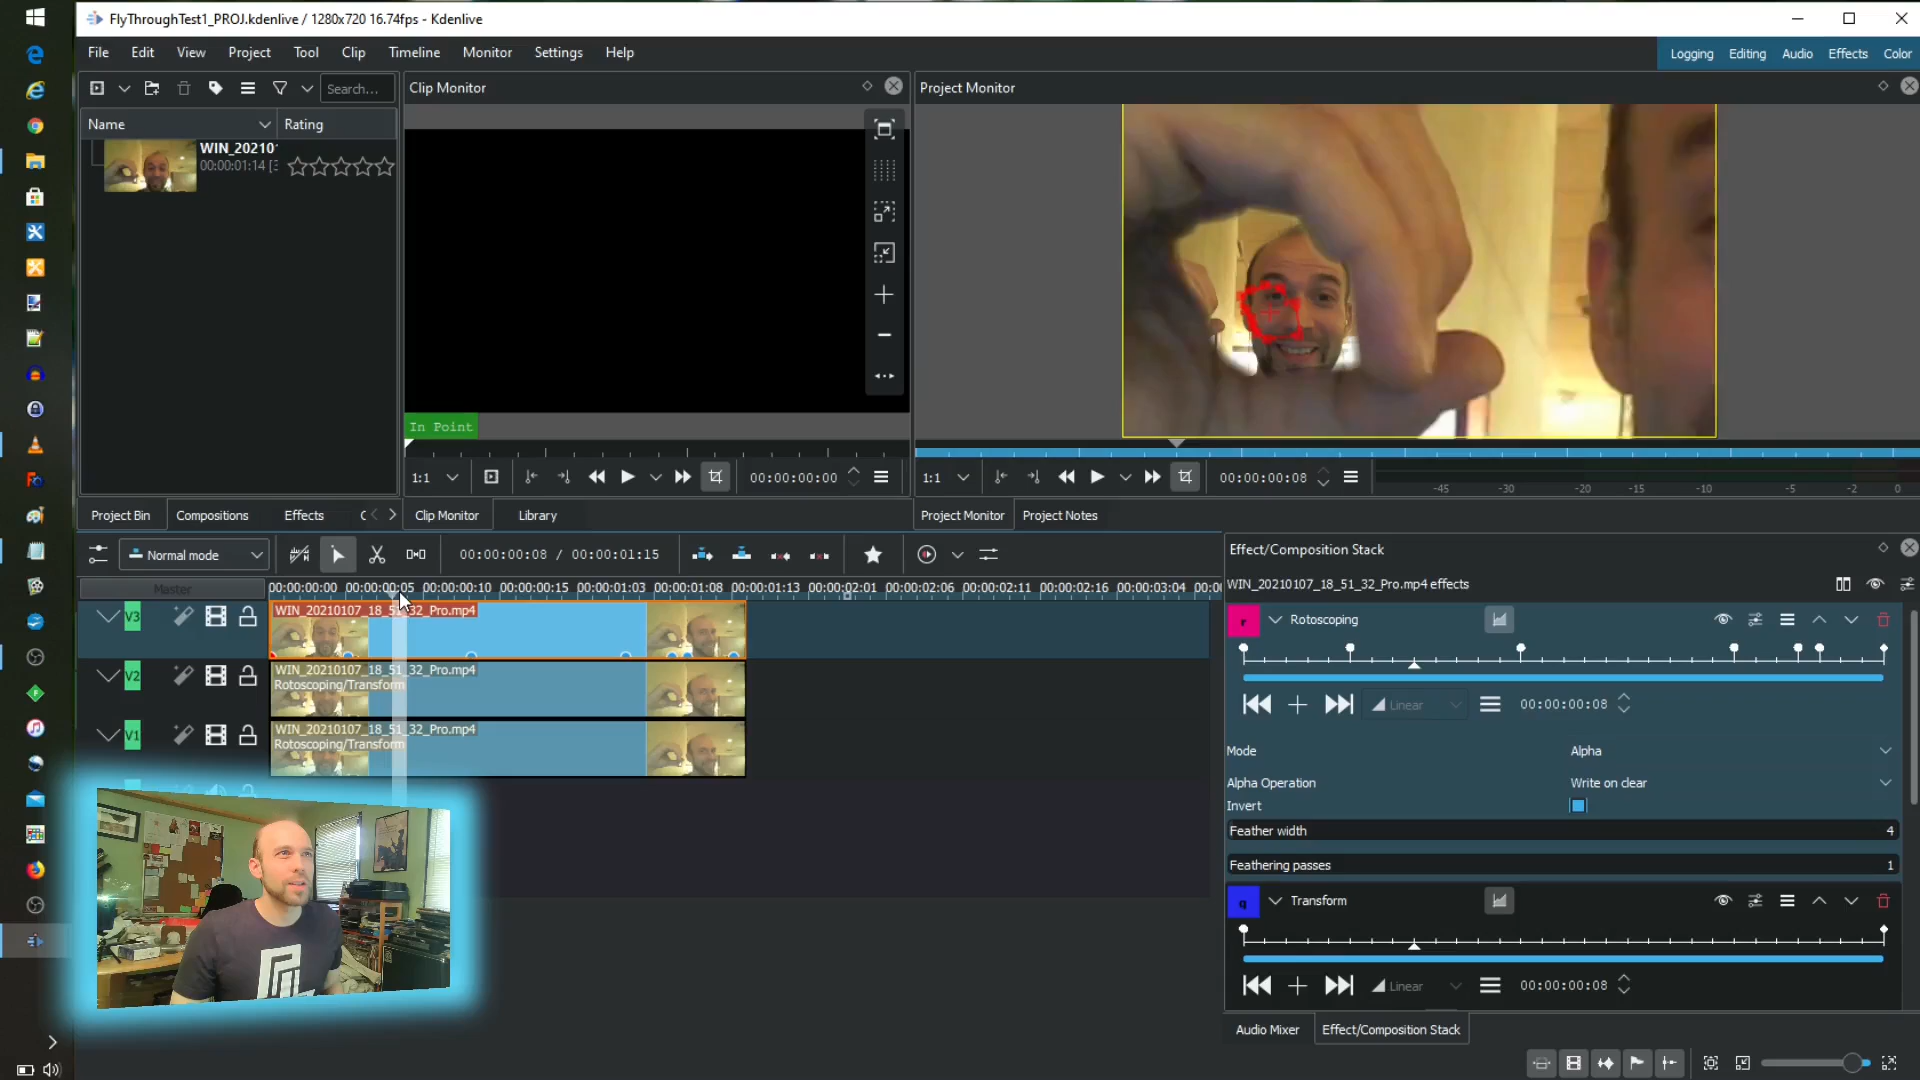 FlyThroughTest1_PROJ.kdenlive / 1280x720 16.74fps - Kdenlive
File Edit View Project Tool Clip Timeline Monitor Settings Help
Logging Editing Audio Effects Color
Search...
Clip Monitor
Project Monitor
Name
Rating
WIN_20210
00:00:01:14
In Point
1:1
00:00:00:00
1:1
00:00:00:08
-45 -30 -20 -15 -10 -5 -2 0
Project Bin
Compositions
Effects
Clip Monitor
Library
Project Monitor
Project Notes
Normal mode
00:00:00:08 / 00:00:01:15
Effect/Composition Stack
Master
00:00:00:00 00:00:00:05 00:00:00:10 00:00:00:15 00:00:01:03 00:00:01:08 00:00:01:13 00:00:02:01 00:00:02:06 00:00:02:11 00:00:02:16 00:00:03:04 00:0
WIN_20210107_18_51_32_Pro.mp4 effects
V3
WIN_20210107_18_51_32_Pro.mp4
r
Rotoscoping
V2
WIN_20210107_18_51_32_Pro.mp4
Rotoscoping/Transform
Linear
00:00:00:08
V1
WIN_20210107_18_51_32_Pro.mp4
Rotoscoping/Transform
Mode
Alpha
Alpha Operation
Write on clear
Invert
Feather width
4
Feathering passes
1
q
Transform
Linear
00:00:00:08
Audio Mixer
Effect/Composition Stack